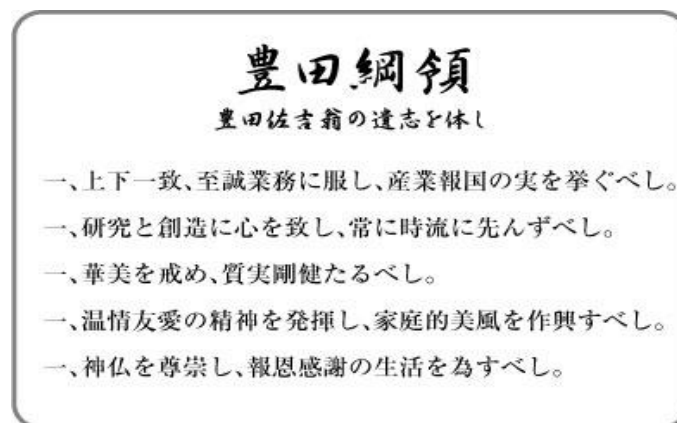 豊田綱領
豊田佐吉翁の遺志を体し
一、上下一致、至誠業務に服し、産業報国の実を挙ぐべし。
一、研究と創造に心を致し、常に時流に先んずべし。
一、華美を戒め、質実剛健たるべし。
一、温情友愛の精神を発揮し、家庭的美風を作興すべし。
一、神仏を尊崇し、報恩感謝の生活を為すべし。